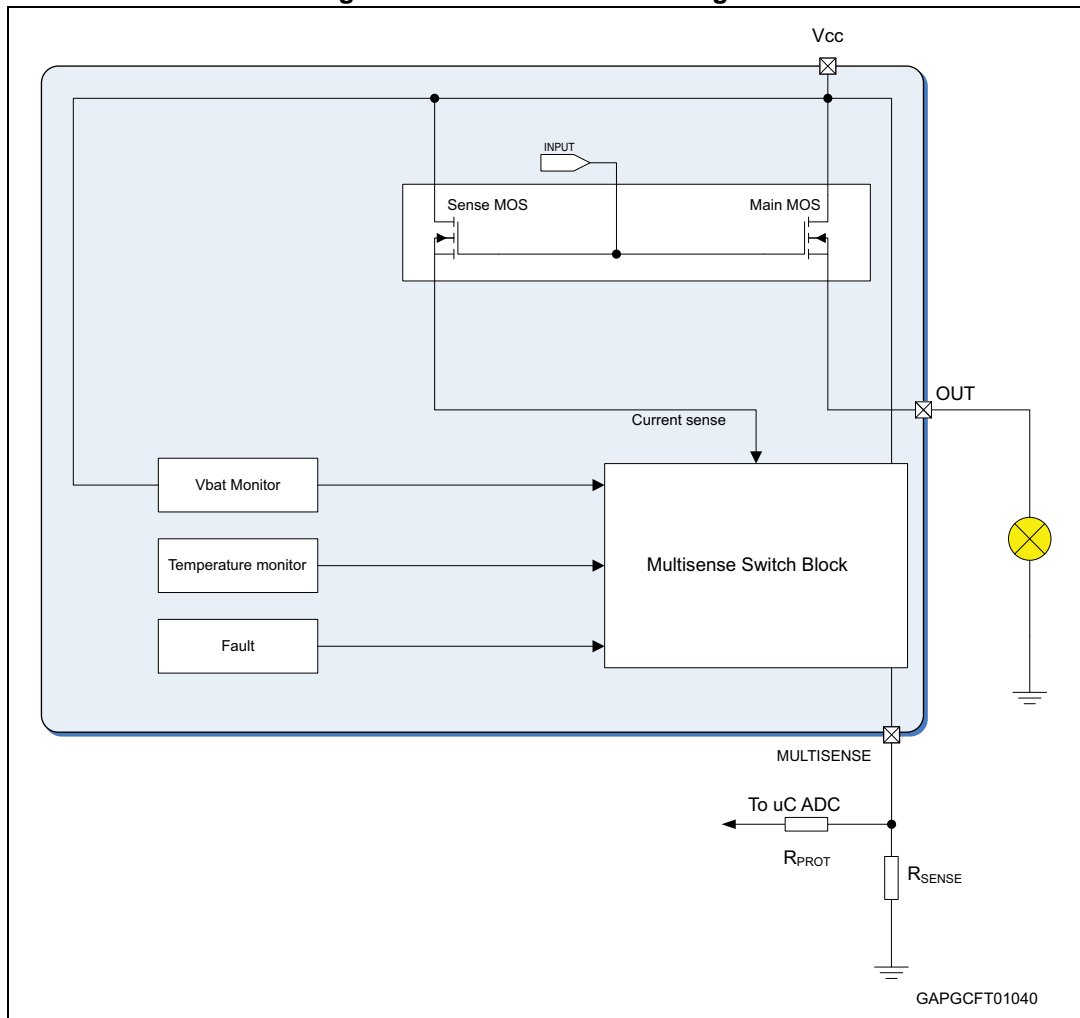 Vcc
INPUT
Sense MOS
Main MOS
OUT
Current sense
Vbat Monitor
Temperature monitor
Multisense Switch Block
Fault
MULTISENSE
To uC ADC
RPROT
RSENSE
GAPGCFT01040